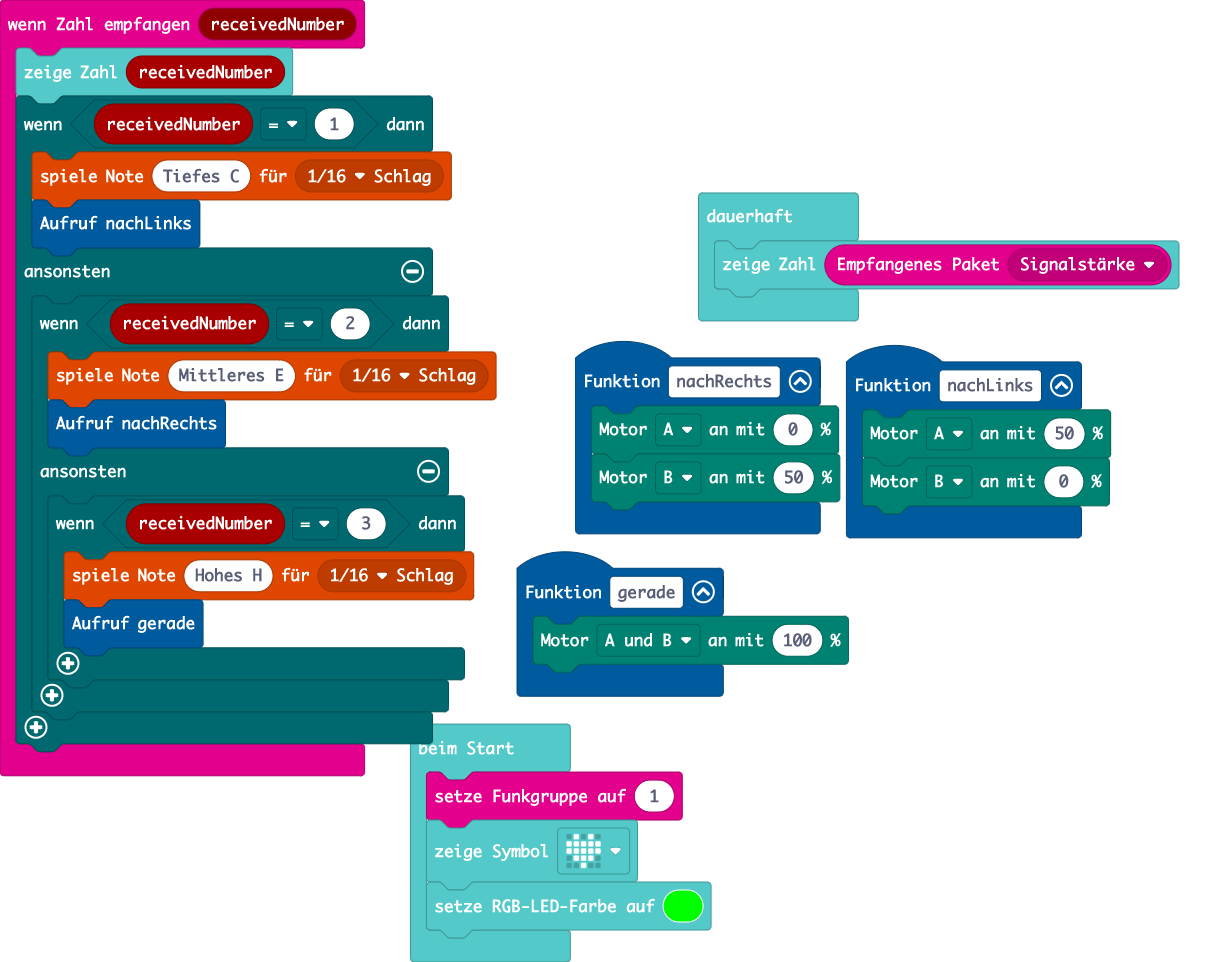 wenn Zahl empfangen receivedNumber
zeige Zahl receivedNumber
wenn receivedNumber = 1 dann
spiele Note Tiefes C für 1/16 Schlag
Aufruf nachLinks
ansonsten
wenn receivedNumber = 2 dann
spiele Note Mittleres E für 1/16 Schlag
Aufruf nachRechts
ansonsten
wenn receivedNumber = 3 dann
spiele Note Hohes H für 1/16 Schlag
Aufruf gerade
dauerhaft
zeige Zahl Empfangenes Paket Signalstärke
Funktion nachRechts
Motor A an mit 0 %
Motor B an mit 50 %
Funktion nachLinks
Motor A an mit 50 %
Motor B an mit 0 %
Funktion gerade
Motor A und B an mit 100 %
beim Start
setze Funkgruppe auf 1
zeige Symbol
setze RGB-LED-Farbe auf